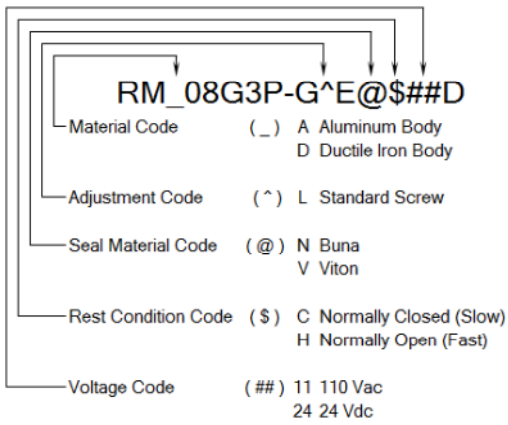 RM_08G3P-G^E@$##D
Material Code (_) A Aluminum Body
D Ductile Iron Body
Adjustment Code (^) L Standard Screw
Seal Material Code (@) N Buna
V Viton
Rest Condition Code ($) C Normally Closed (Slow)
H Normally Open (Fast)
Voltage Code (##) 11 110 Vac
24 24 Vdc